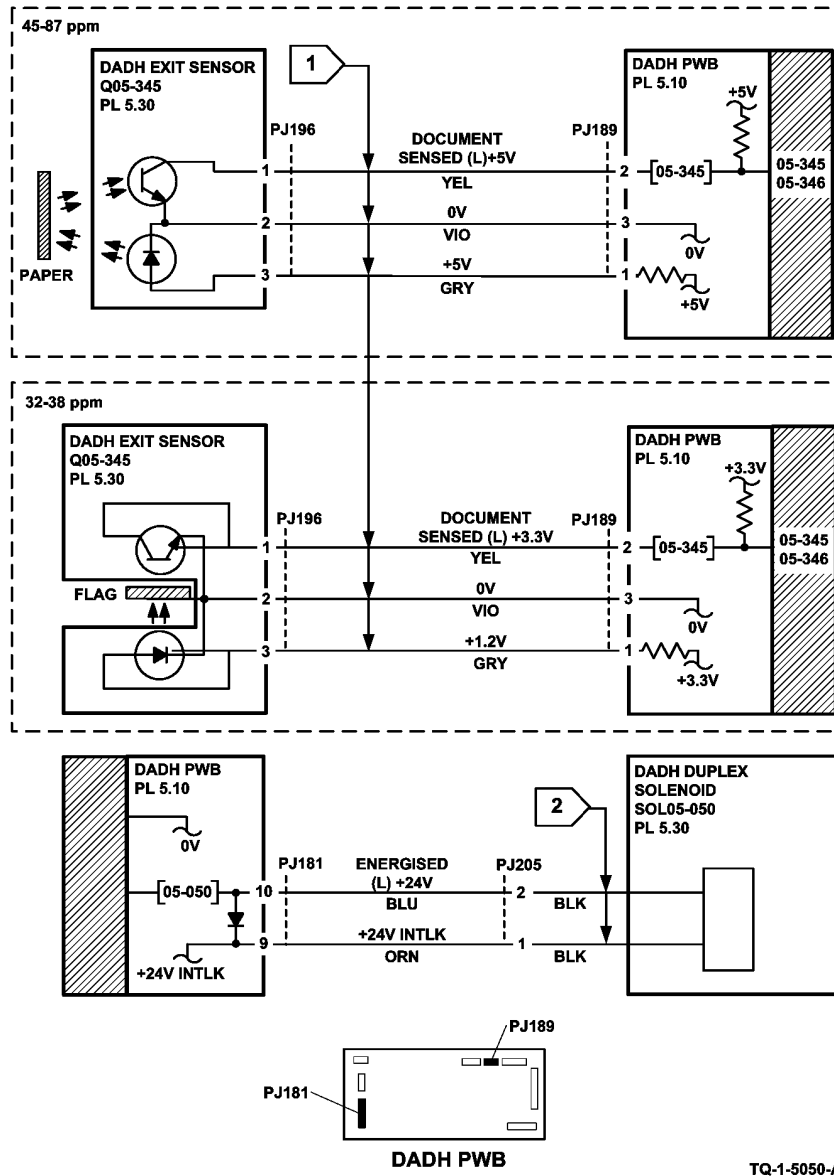 45-87 ppm
DADH EXIT SENSOR
Q05-345
PL 5.30
1
DADH PWB
PL 5.10
+5V
PJ196
PJ189
DOCUMENT
SENSED (L)+5V
1
YEL
2
[05-345]
05-345
05-346
2
0V
VIO
3
0V
PAPER
3
+5V
GRY
1
+5V
32-38 ppm
DADH EXIT SENSOR
Q05-345
PL 5.30
DADH PWB
PL 5.10
+3.3V
PJ196
PJ189
DOCUMENT
SENSED (L) +3.3V
1
YEL
2
[05-345]
05-345
05-346
FLAG
2
0V
VIO
3
0V
3
+1.2V
GRY
1
+3.3V
DADH PWB
PL 5.10
0V
2
DADH DUPLEX
SOLENOID
SOL05-050
PL 5.30
PJ181
ENERGISED
(L) +24V
PJ205
[05-050]
10
BLU
2
BLK
9
+24V INTLK
ORN
1
BLK
+24V INTLK
PJ189
PJ181
DADH PWB
TQ-1-5050-A